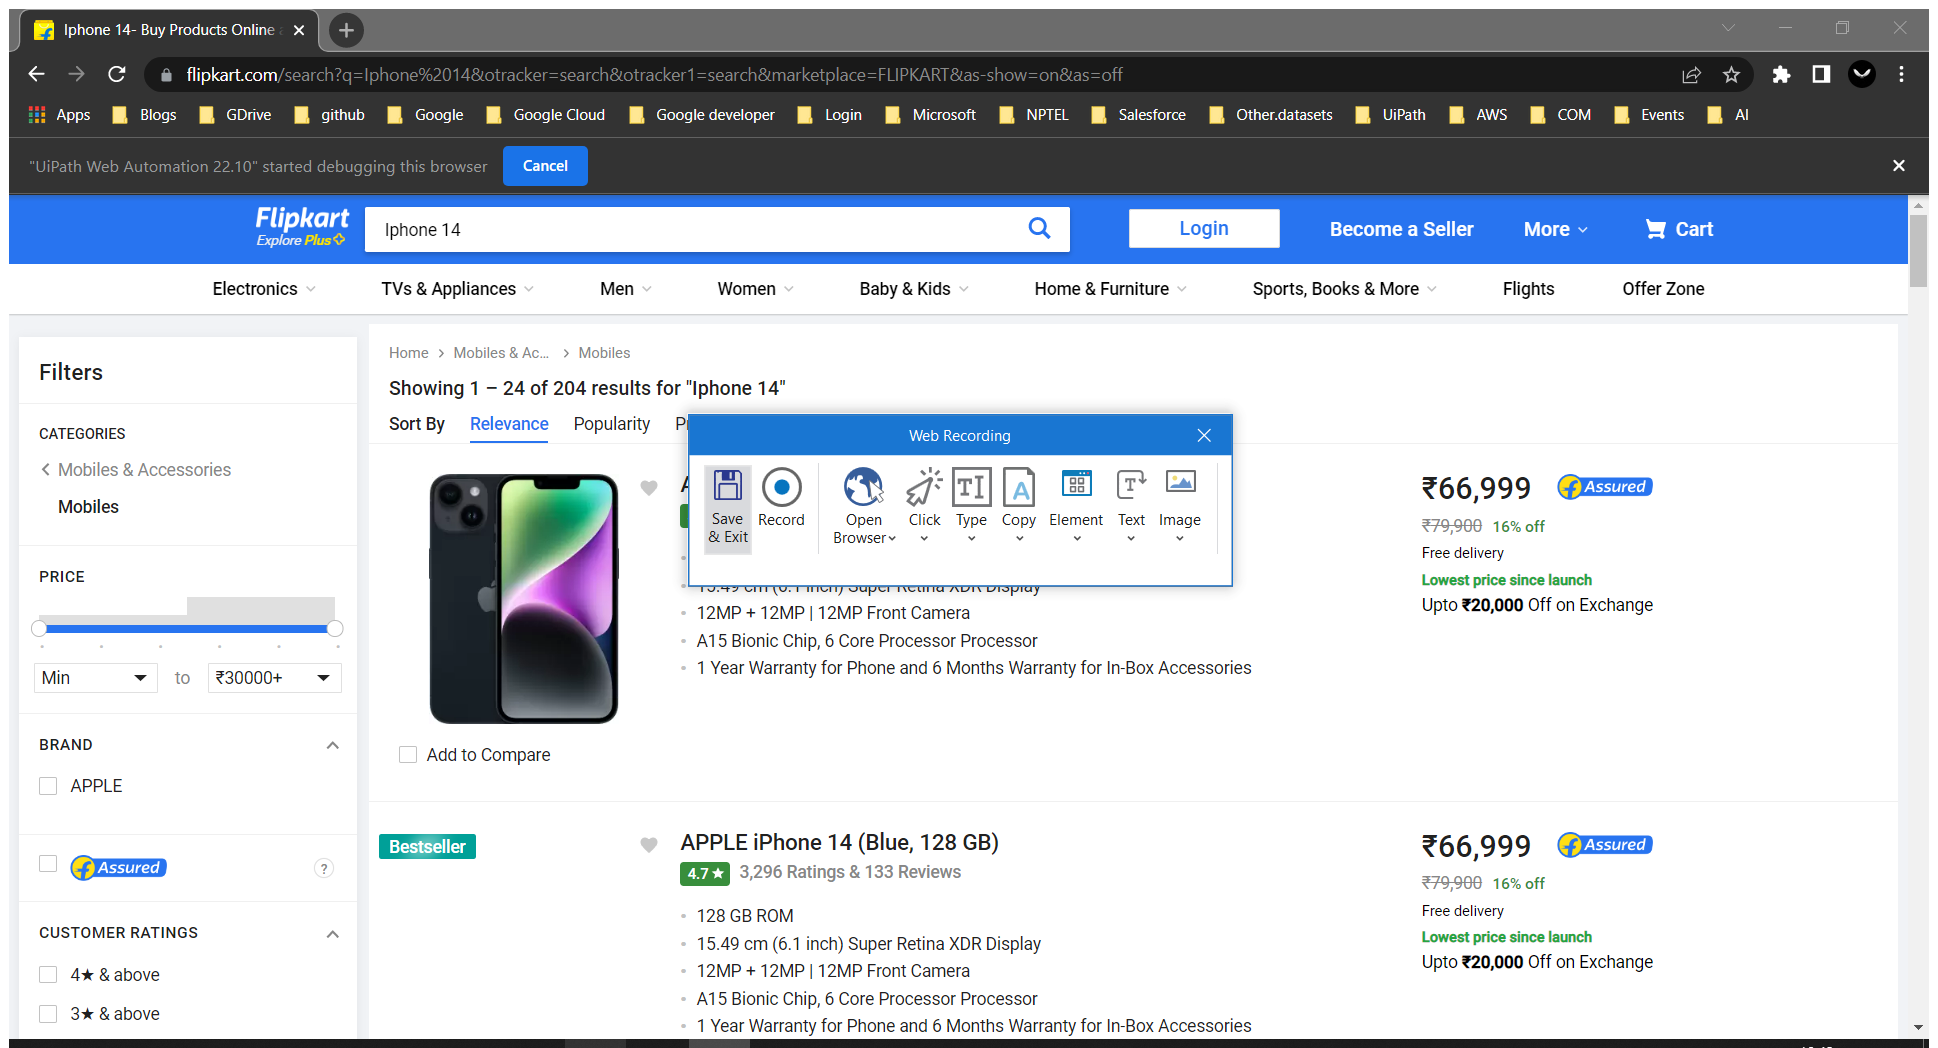 Iphone 14- Buy Products Online
flipkart.com/search?q=Iphone%2014&otracker=search&otracker1=search&marketplace=FLIPKART&as-show=on&as=off
Apps Blogs GDrive github Google Google Cloud Google developer Login Microsoft NPTEL Salesforce Other.datasets UiPath AWS COM Events AI
"UiPath Web Automation 22.10" started debugging this browser Cancel
Flipkart
Explore Plus
Iphone 14
Login Become a Seller More Cart
Electronics TVs & Appliances Men Women Baby & Kids Home & Furniture Sports, Books & More Flights Offer Zone
Filters
CATEGORIES
Mobiles & Accessories
Mobiles
PRICE
Min to ₹30000+
BRAND
APPLE
Assured ?
CUSTOMER RATINGS
4★ & above
3★ & above
Home Mobiles & Ac... Mobiles
Showing 1 – 24 of 204 results for "Iphone 14"
Sort By Relevance Popularity
Web Recording
Save & Exit
Record
Open Browser
Click
Type
Copy
Element
Text
Image
15.49 cm (6.1 inch) Super Retina XDR Display
12MP + 12MP | 12MP Front Camera
A15 Bionic Chip, 6 Core Processor Processor
1 Year Warranty for Phone and 6 Months Warranty for In-Box Accessories
Add to Compare
₹66,999 Assured
₹79,900 16% off
Free delivery
Lowest price since launch
Upto ₹20,000 Off on Exchange
Bestseller
APPLE iPhone 14 (Blue, 128 GB)
4.7★ 3,296 Ratings & 133 Reviews
128 GB ROM
15.49 cm (6.1 inch) Super Retina XDR Display
12MP + 12MP | 12MP Front Camera
A15 Bionic Chip, 6 Core Processor Processor
1 Year Warranty for Phone and 6 Months Warranty for In-Box Accessories
₹66,999 Assured
₹79,900 16% off
Free delivery
Lowest price since launch
Upto ₹20,000 Off on Exchange